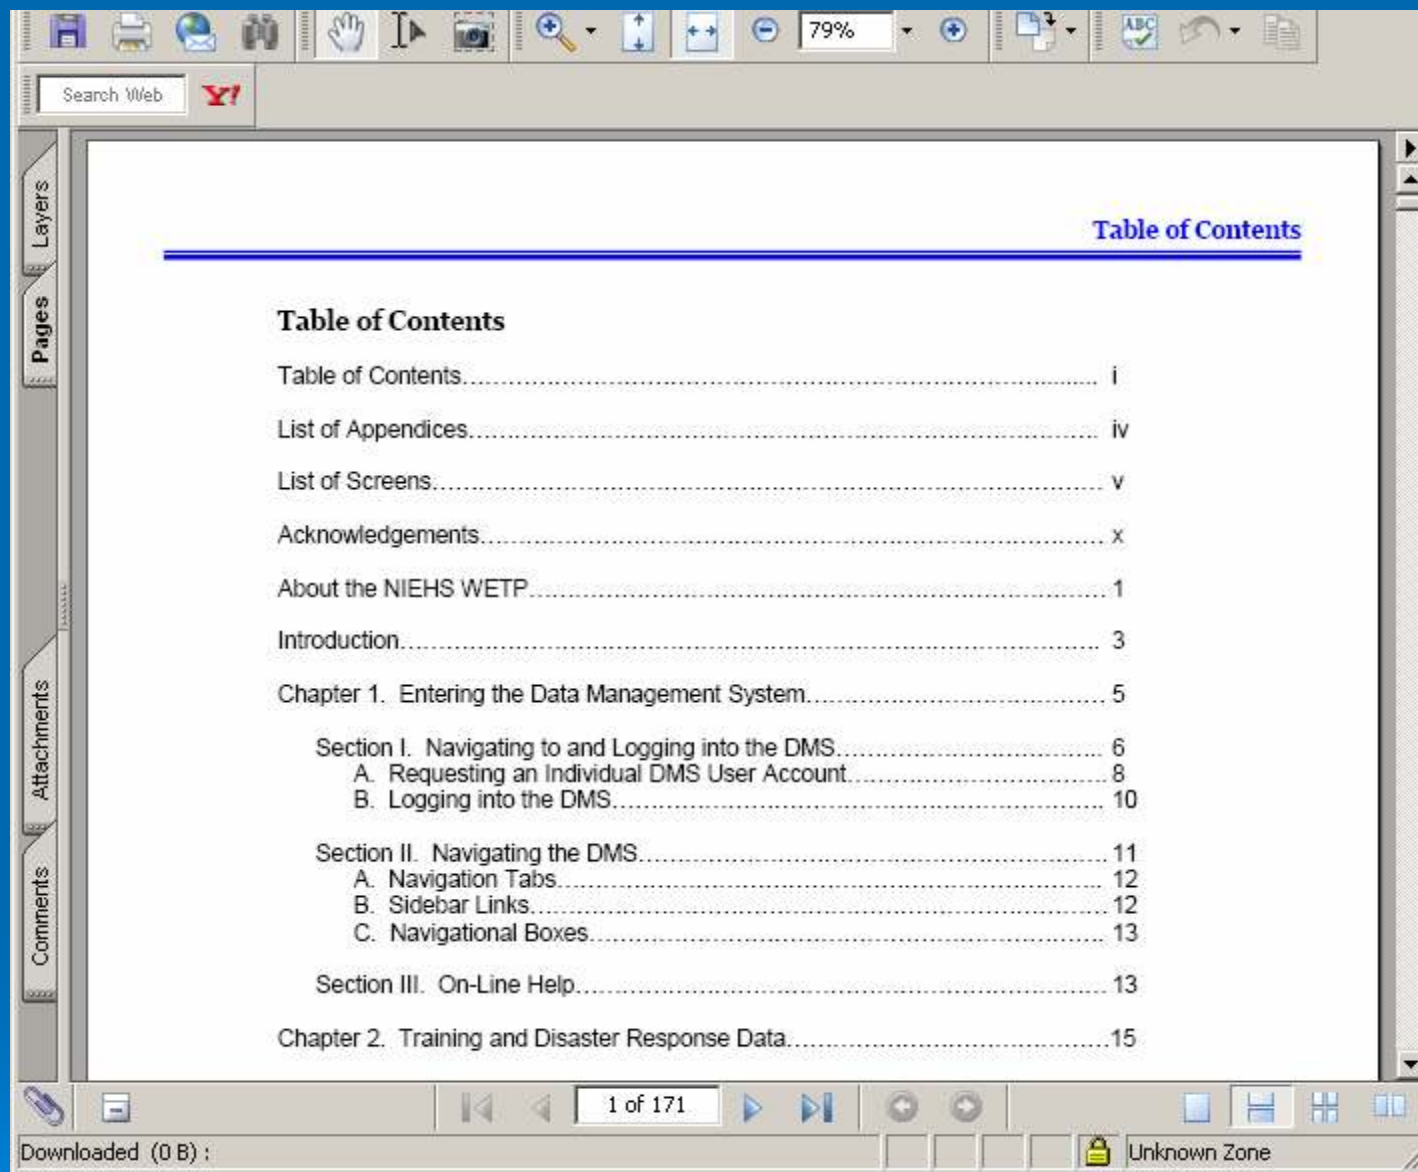 79%
ABC
Search Web Y!
Layers
Pages
Attachments
Comments
Table of Contents
Table of Contents
Table of Contents.......... i
List of Appendices.......... iv
List of Screens.......... v
Acknowledgements.......... x
About the NIEHS WETP.......... 1
Introduction.......... 3
Chapter 1. Entering the Data Management System.......... 5
Section I. Navigating to and Logging into the DMS.......... 6
A. Requesting an Individual DMS User Account.......... 8
B. Logging into the DMS.......... 10
Section II. Navigating the DMS.......... 11
A. Navigation Tabs.......... 12
B. Sidebar Links.......... 12
C. Navigational Boxes.......... 13
Section III. On-Line Help.......... 13
Chapter 2. Training and Disaster Response Data.......... 15
1 of 171
Downloaded (0 B) :
Unknown Zone